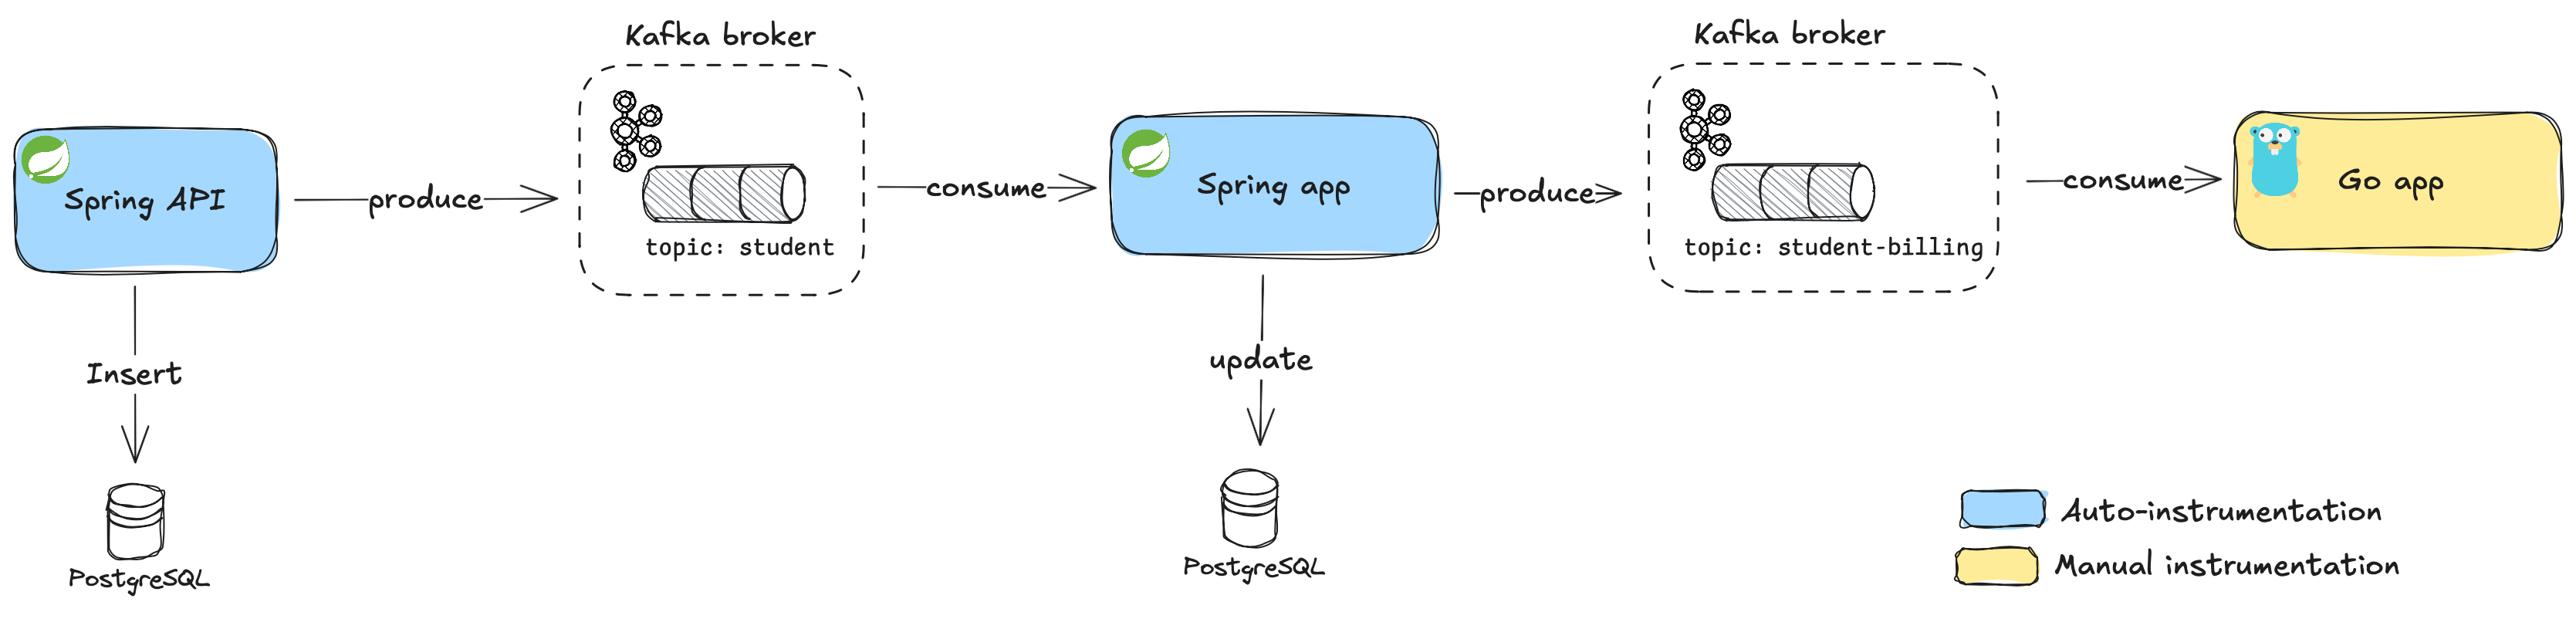 Kafka broker
Kafka broker
Spring API
produce
topic: student
consume
Spring app
produce
topic: student-billing
consume
Go app
Insert
update
PostgreSQL
PostgreSQL
Auto-instrumentation
Manual instrumentation